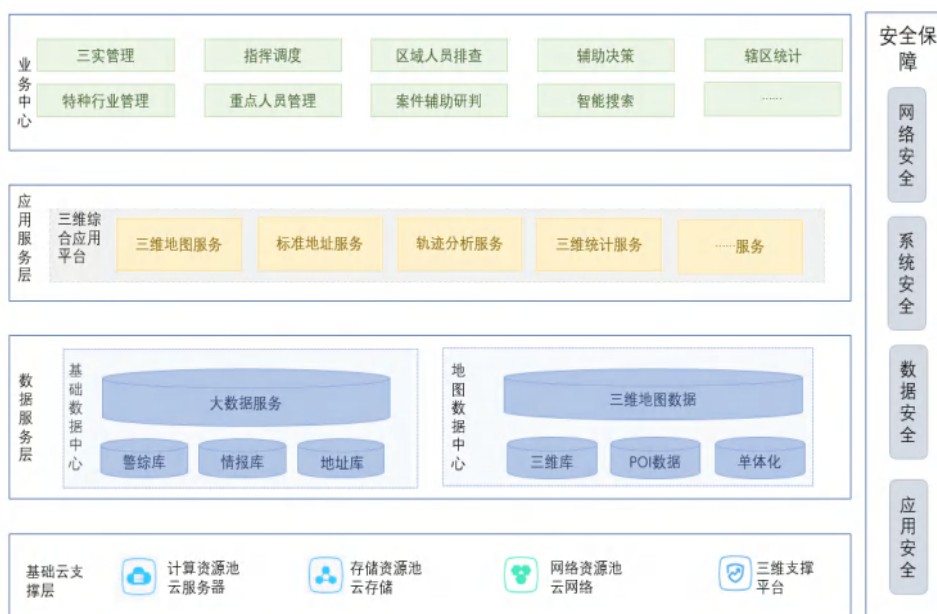 业务中心
三实管理
指挥调度
区域人员排查
辅助决策
辖区统计
特种行业管理
重点人员管理
案件辅助研判
智能搜索
……
应用服务层
三维综
合应用
平台
三维地图服务
标准地址服务
轨迹分析服务
三维统计服务
……服务
数据服务层
基础数据中心
大数据服务
警综库
情报库
地址库
地图数据中心
三维地图数据
三维库
POI数据
单体化
基础云支
撑层
计算资源池
云服务器
存储资源池
云存储
网络资源池
云网络
三维支撑
平台
安全保
障
网络安全
系统安全
数据安全
应用安全